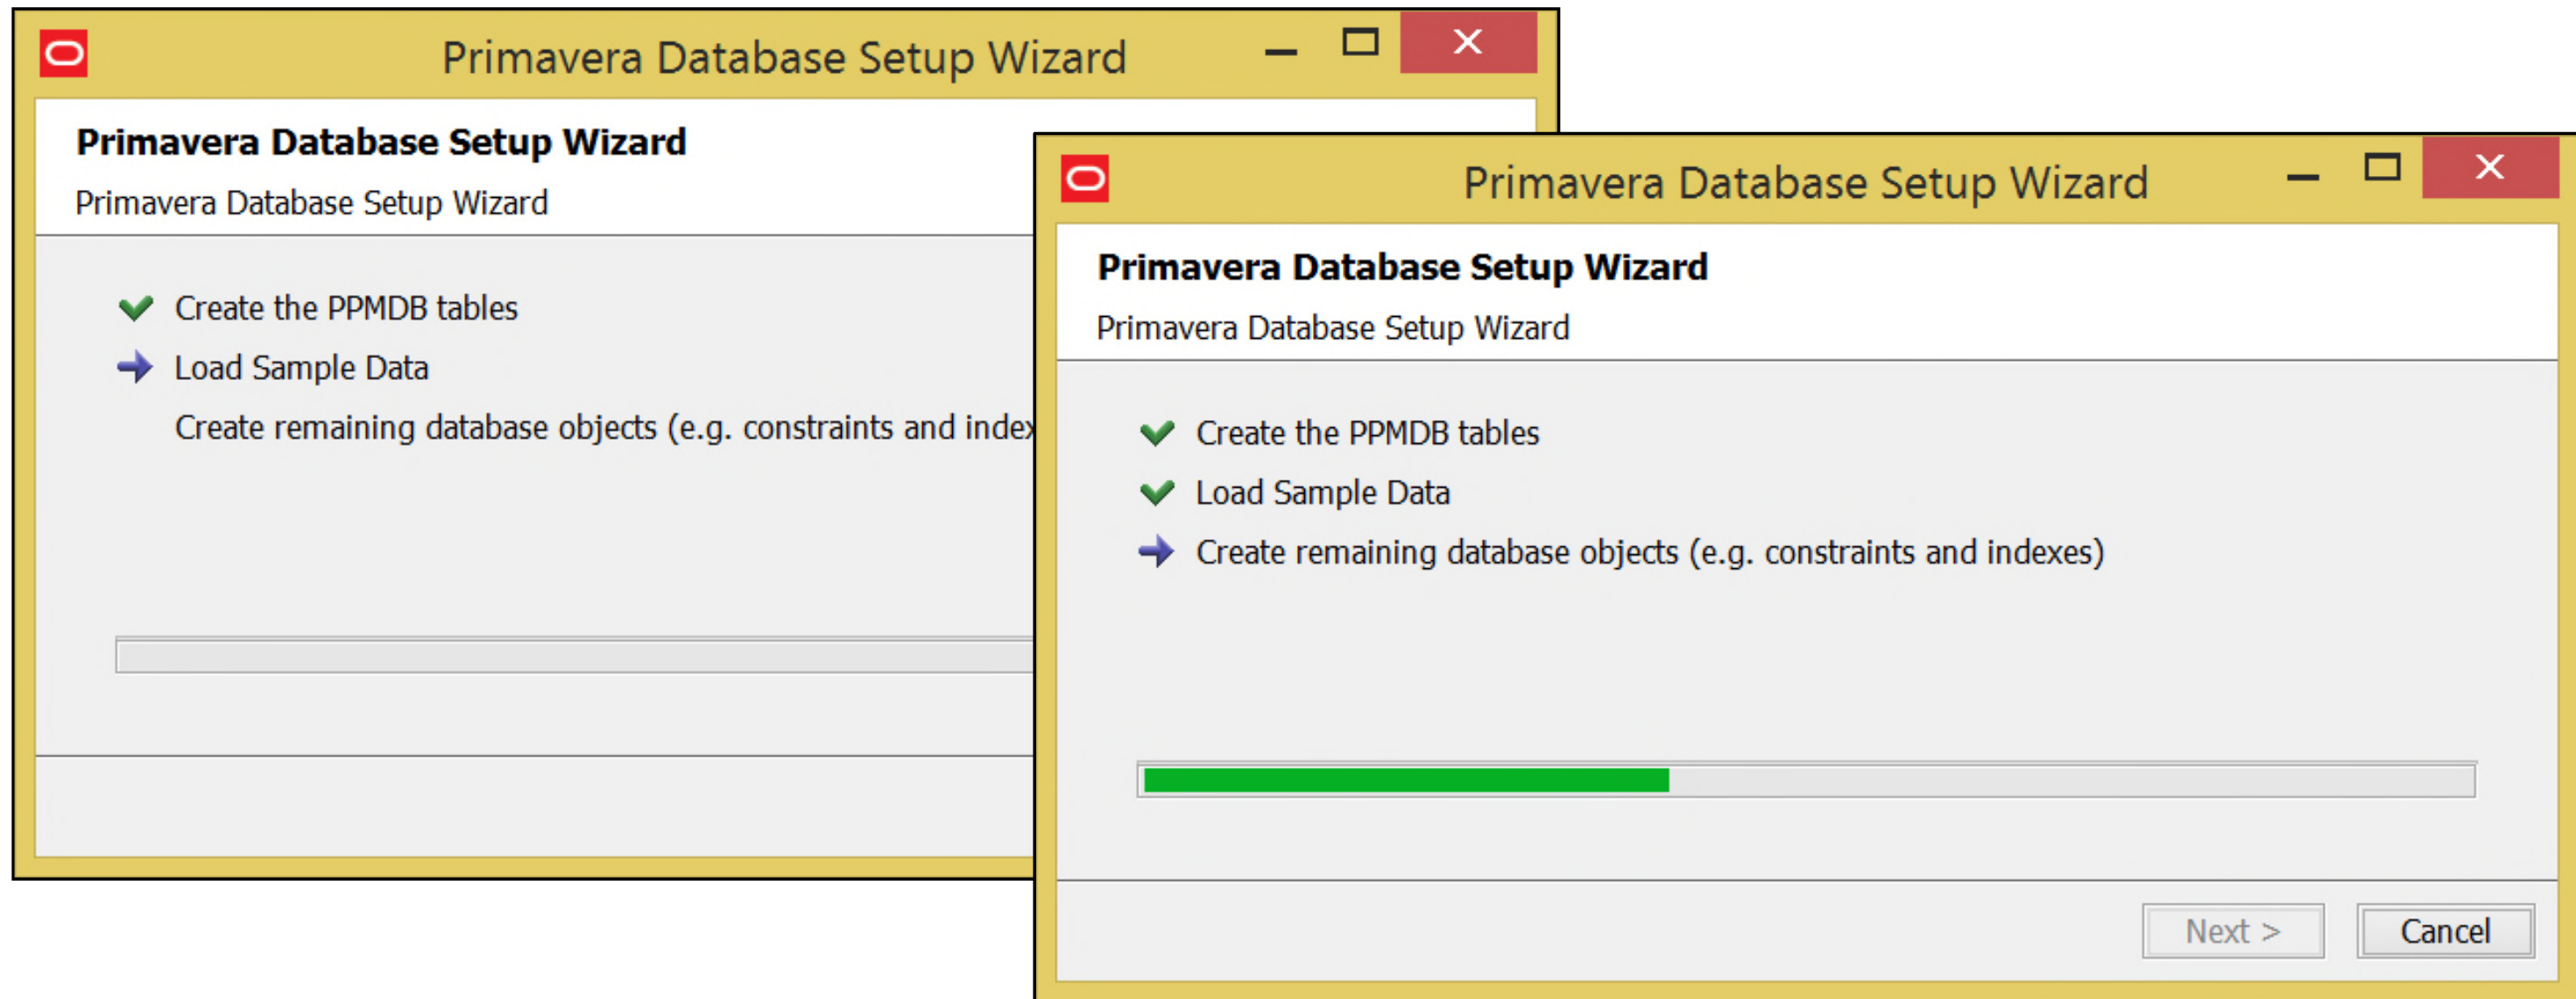 Primavera Database Setup Wizard
Primavera Database Setup Wizard
Primavera Database Setup Wizard
Create the PPMDB tables
Load Sample Data
Create remaining database objects (e.g. constraints and index
Primavera Database Setup Wizard
Primavera Database Setup Wizard
Primavera Database Setup Wizard
Create the PPMDB tables
Load Sample Data
Create remaining database objects (e.g. constraints and indexes)
Next > Cancel